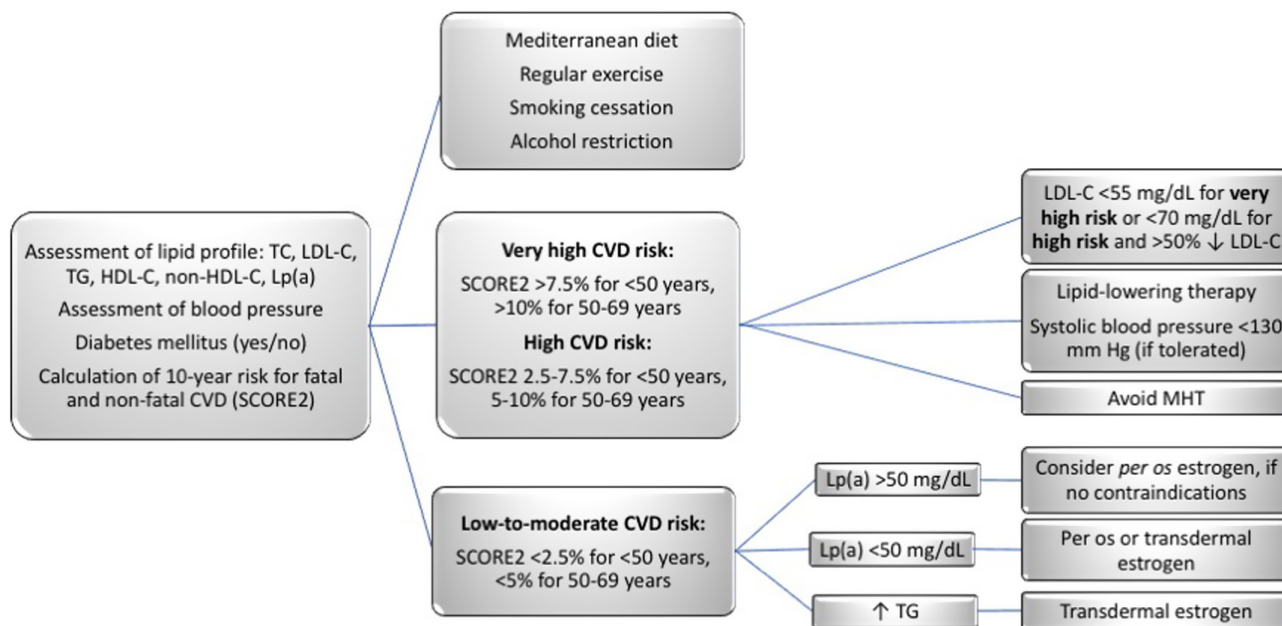 Mediterranean diet
Regular exercise
Smoking cessation
Alcohol restriction
Assessment of lipid profile: TC, LDL-C,
TG, HDL-C, non-HDL-C, Lp(a)
Assessment of blood pressure
Diabetes mellitus (yes/no)
Calculation of 10-year risk for fatal
and non-fatal CVD (SCORE2)
Very high CVD risk:
SCORE2 >7.5% for <50 years,
>10% for 50-69 years
High CVD risk:
SCORE2 2.5-7.5% for <50 years,
5-10% for 50-69 years
LDL-C <55 mg/dL for very
high risk or <70 mg/dL for
high risk and >50% ↓ LDL-C
Lipid-lowering therapy
Systolic blood pressure <130
mm Hg (if tolerated)
Avoid MHT
Low-to-moderate CVD risk:
SCORE2 <2.5% for <50 years,
<5% for 50-69 years
Lp(a) >50 mg/dL
Consider per os estrogen, if
no contraindications
Lp(a) <50 mg/dL
Per os or transdermal
estrogen
↑ TG
Transdermal estrogen